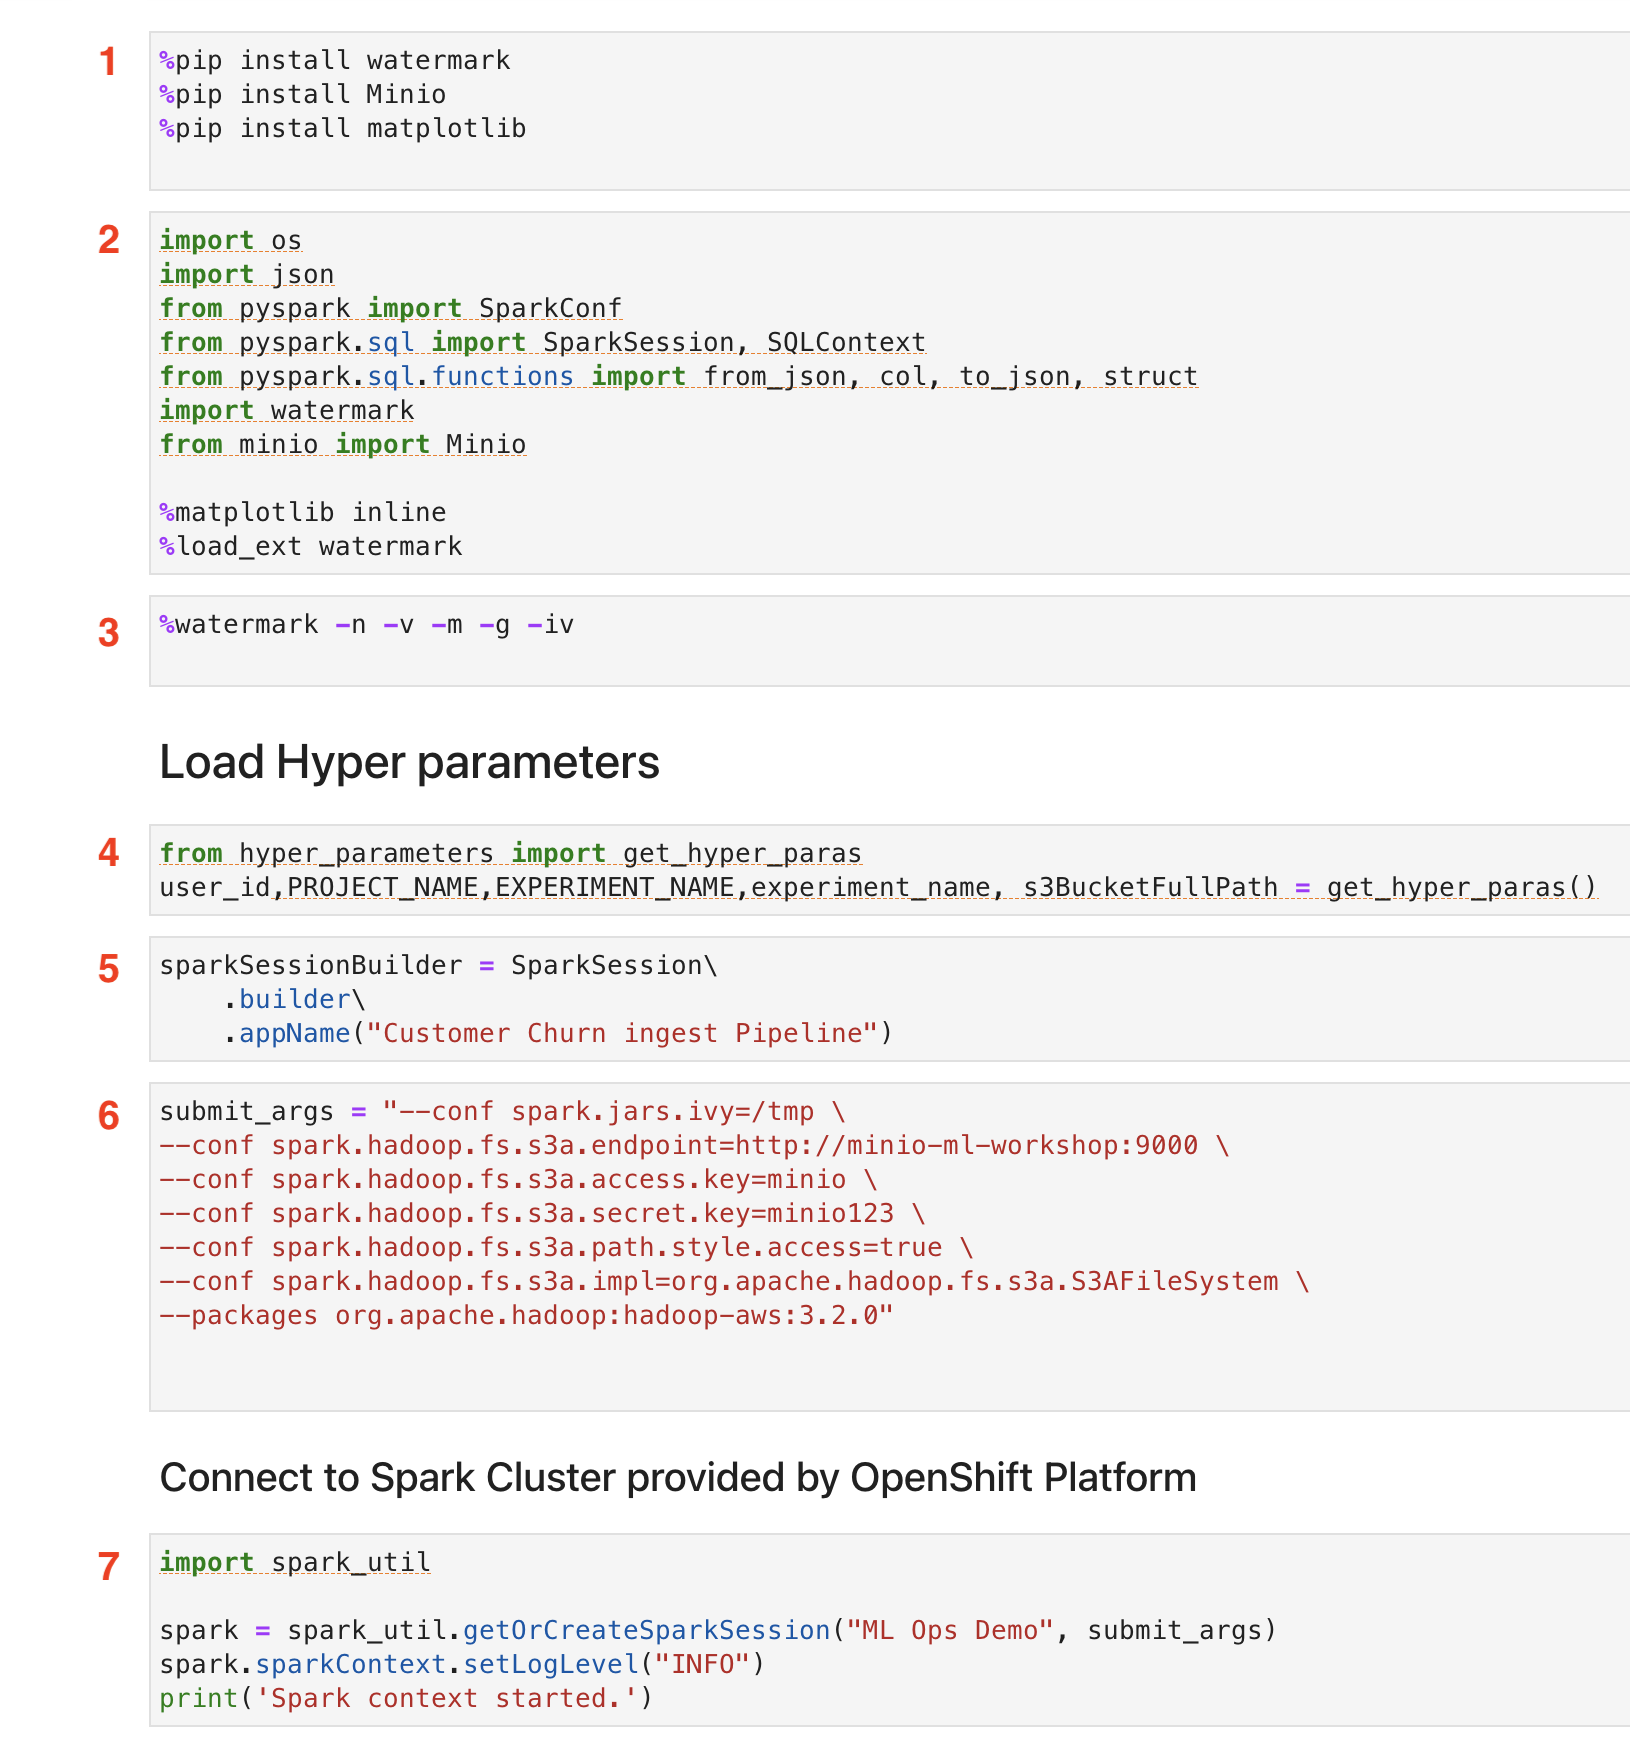 1
%pip install watermark
%pip install Minio
%pip install matplotlib
2
import os
import json
from pyspark import SparkConf
from pyspark.sql import SparkSession, SQLContext
from pyspark.sql.functions import from_json, col, to_json, struct
import watermark
from minio import Minio
%matplotlib inline
%load_ext watermark
3
%watermark -n -v -m -g -iv
Load Hyper parameters
4
from hyper_parameters import get_hyper_paras
user_id,PROJECT_NAME,EXPERIMENT_NAME,experiment_name, s3BucketFullPath = get_hyper_paras()
5
sparkSessionBuilder = SparkSession\
    .builder\
    .appName("Customer Churn ingest Pipeline")
6
submit_args = "--conf spark.jars.ivy=/tmp \
--conf spark.hadoop.fs.s3a.endpoint=http://minio-ml-workshop:9000 \
--conf spark.hadoop.fs.s3a.access.key=minio \
--conf spark.hadoop.fs.s3a.secret.key=minio123 \
--conf spark.hadoop.fs.s3a.path.style.access=true \
--conf spark.hadoop.fs.s3a.impl=org.apache.hadoop.fs.s3a.S3AFileSystem \
--packages org.apache.hadoop:hadoop-aws:3.2.0"
Connect to Spark Cluster provided by OpenShift Platform
7
import spark_util
spark = spark_util.getOrCreateSparkSession("ML Ops Demo", submit_args)
spark.sparkContext.setLogLevel("INFO")
print('Spark context started.')